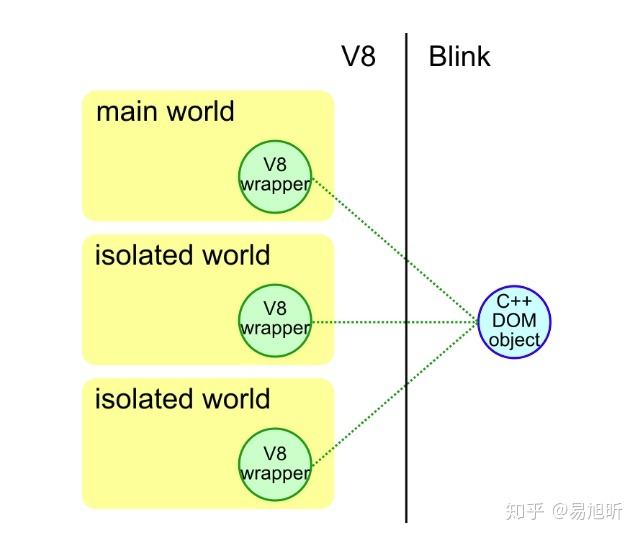 V8
Blink
main world
V8
wrapper
isolated world
V8
wrapper
C++
DOM
object
isolated world
V8
wrapper
知乎 @易旭昕